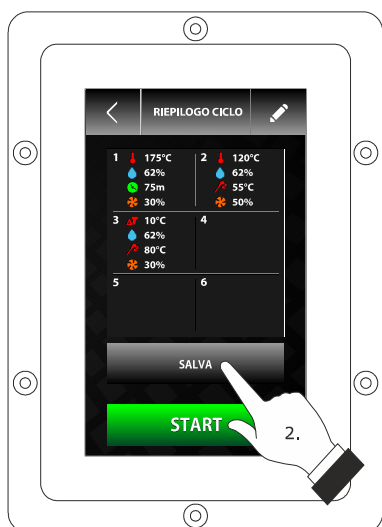 RIEPILOGO CICLO
1 175°C 2 120°C
62% 62%
75m 55°C
30% 50%
3 ΔT 10°C 4
62%
80°C
30%
5 6
SALVA
START
2.